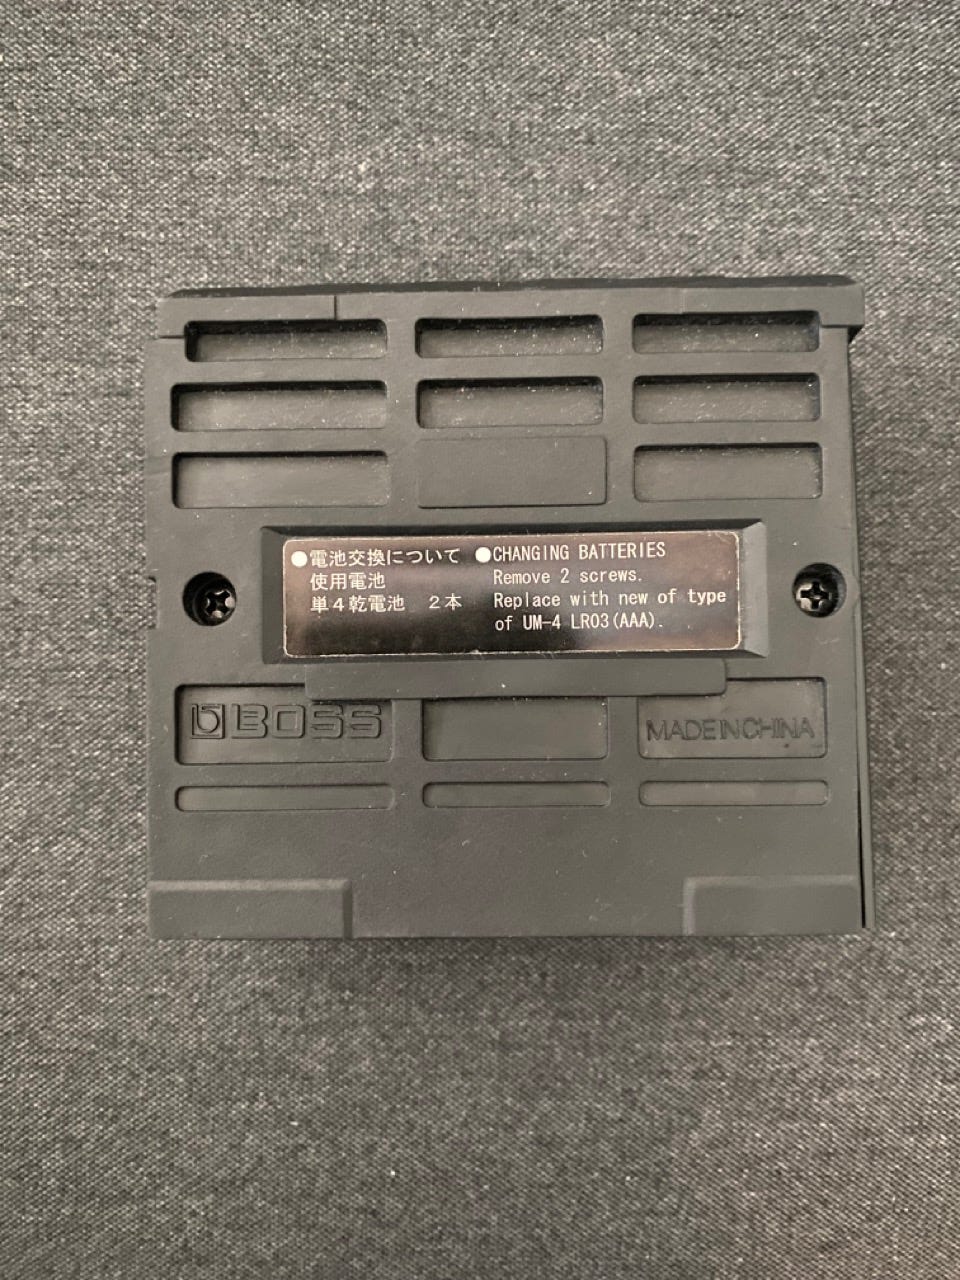 ●電池交換について
使用電池
単４乾電池　２本
●CHANGING BATTERIES
Remove 2 screws.
Replace with new of type
of UM-4 LR03(AAA).
BOSS
MADE IN CHINA